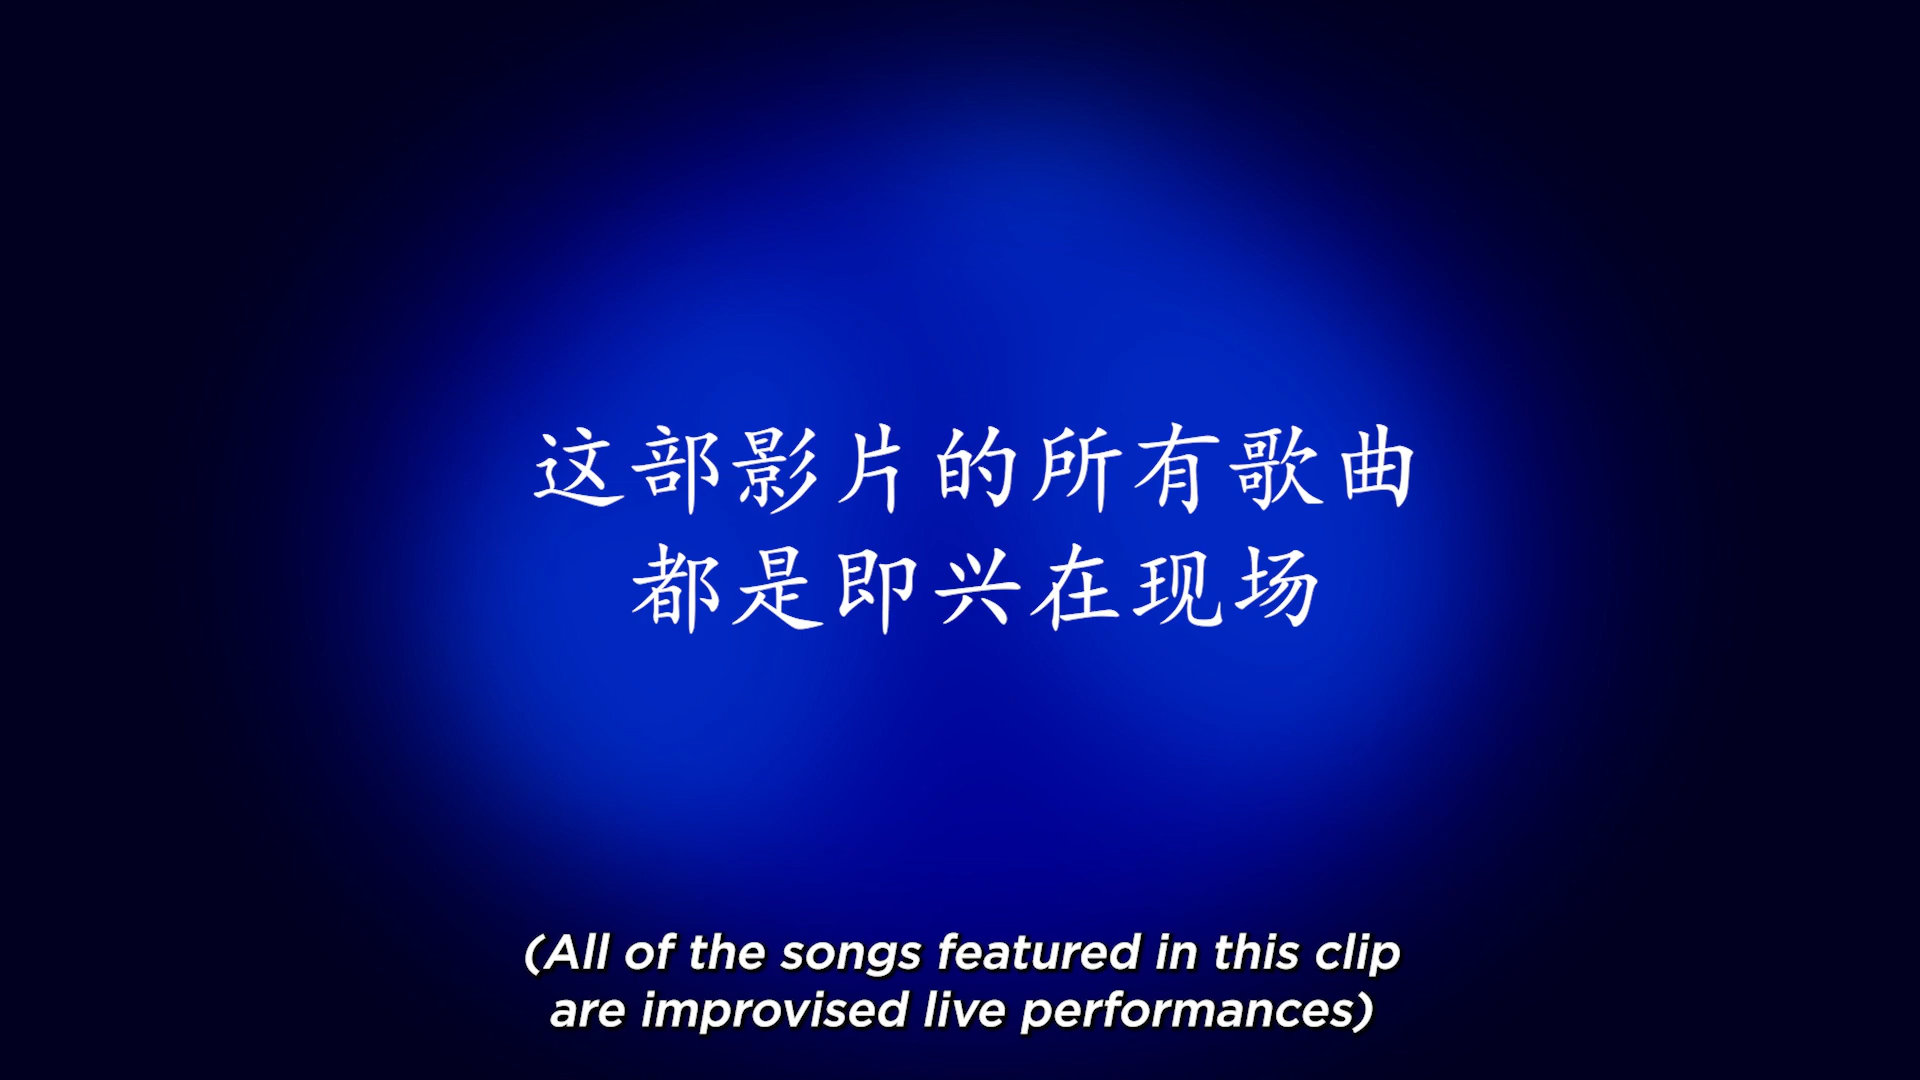 这部影片的所有歌曲
都是即兴在现场
(All of the songs featured in this clip
are improvised live performances)